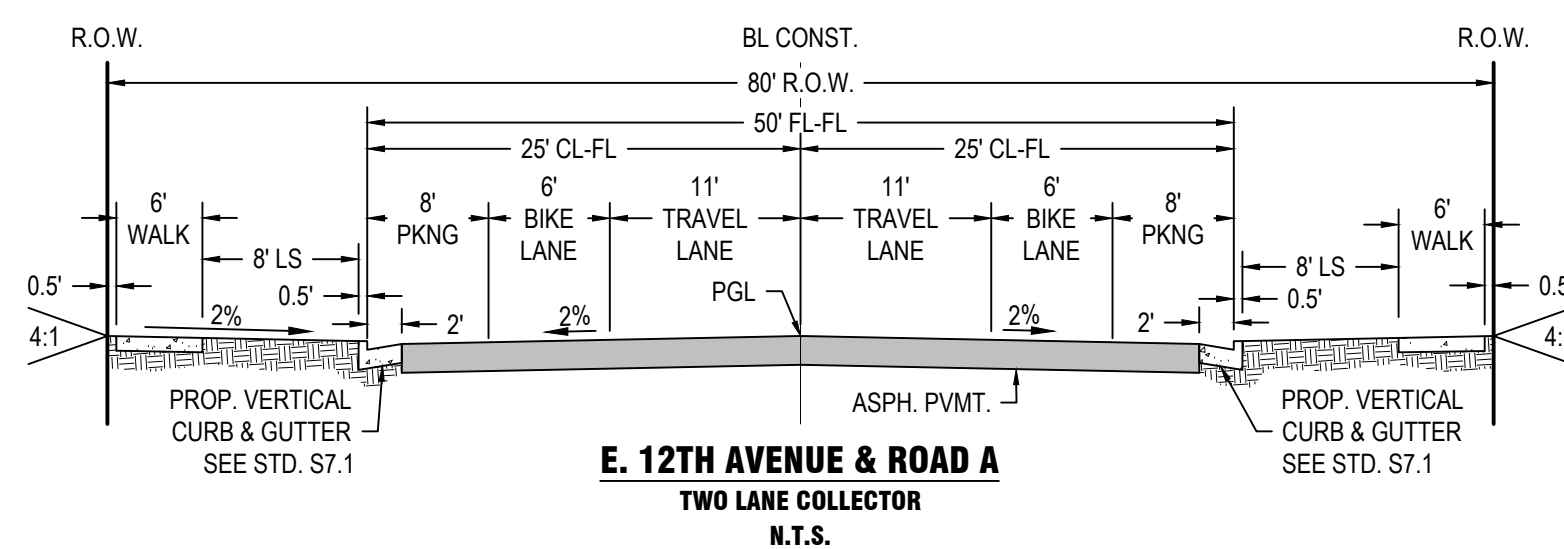 R.O.W.
BL CONST.
R.O.W.
80' R.O.W.
50' FL-FL
25' CL-FL
25' CL-FL
6'
WALK
8'
PKNG
6'
BIKE
LANE
11'
TRAVEL
LANE
11'
TRAVEL
LANE
6'
BIKE
LANE
8'
PKNG
6'
WALK
8' LS
8' LS
0.5'
0.5'
PGL
0.5'
0.5
2%
2'
2%
2%
2'
4:1
4:
PROP. VERTICAL
CURB & GUTTER
SEE STD. S7.1
ASPH. PVMT.
PROP. VERTICAL
CURB & GUTTER
SEE STD. S7.1
E. 12TH AVENUE & ROAD A
TWO LANE COLLECTOR
N.T.S.